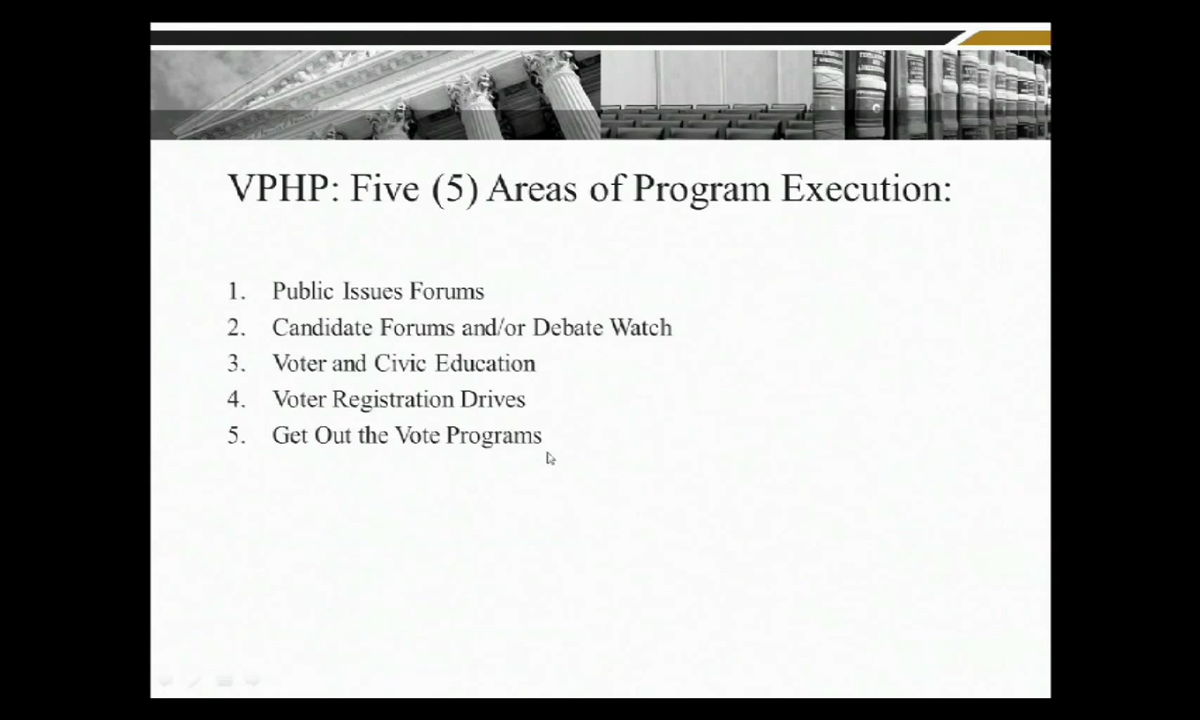 VPHP: Five (5) Areas of Program Execution:
1. Public Issues Forums
2. Candidate Forums and/or Debate Watch
3. Voter and Civic Education
4. Voter Registration Drives
5. Get Out the Vote Programs